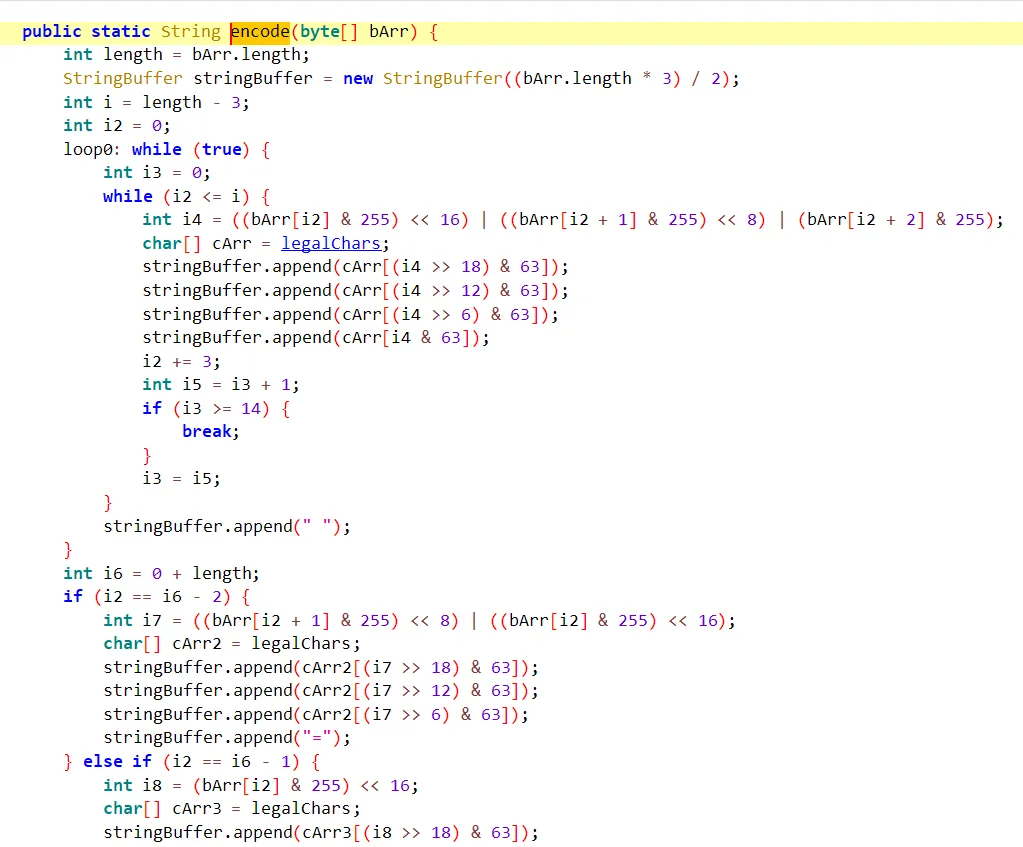 public static String encode(byte[] bArr) {
    int length = bArr.length;
    StringBuffer stringBuffer = new StringBuffer((bArr.length * 3) / 2);
    int i = length - 3;
    int i2 = 0;
    loop0: while (true) {
        int i3 = 0;
        while (i2 <= i) {
            int i4 = ((bArr[i2] & 255) << 16) | ((bArr[i2 + 1] & 255) << 8) | (bArr[i2 + 2] & 255);
            char[] cArr = legalChars;
            stringBuffer.append(cArr[(i4 >> 18) & 63]);
            stringBuffer.append(cArr[(i4 >> 12) & 63]);
            stringBuffer.append(cArr[(i4 >> 6) & 63]);
            stringBuffer.append(cArr[i4 & 63]);
            i2 += 3;
            int i5 = i3 + 1;
            if (i3 >= 14) {
                break;
            }
            i3 = i5;
        }
        stringBuffer.append(" ");
    }
    int i6 = 0 + length;
    if (i2 == i6 - 2) {
        int i7 = ((bArr[i2 + 1] & 255) << 8) | ((bArr[i2] & 255) << 16);
        char[] cArr2 = legalChars;
        stringBuffer.append(cArr2[(i7 >> 18) & 63]);
        stringBuffer.append(cArr2[(i7 >> 12) & 63]);
        stringBuffer.append(cArr2[(i7 >> 6) & 63]);
        stringBuffer.append("=");
    } else if (i2 == i6 - 1) {
        int i8 = (bArr[i2] & 255) << 16;
        char[] cArr3 = legalChars;
        stringBuffer.append(cArr3[(i8 >> 18) & 63]);